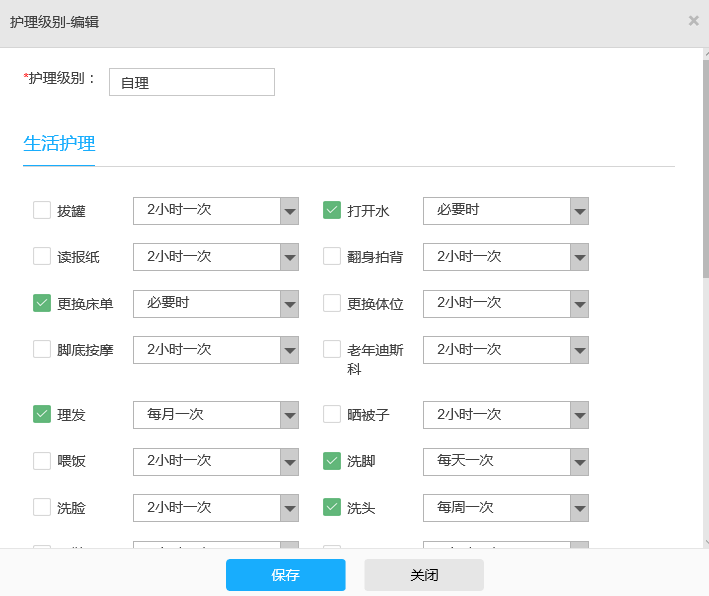 护理级别-编辑
*护理级别： 自理
生活护理
拔罐 2小时一次 打开水 必要时
读报纸 2小时一次 翻身拍背 2小时一次
更换床单 必要时 更换体位 2小时一次
脚底按摩 2小时一次 老年迪斯科 2小时一次
理发 每月一次 晒被子 2小时一次
喂饭 2小时一次 洗脚 每天一次
洗脸 2小时一次 洗头 每周一次
保存 关闭